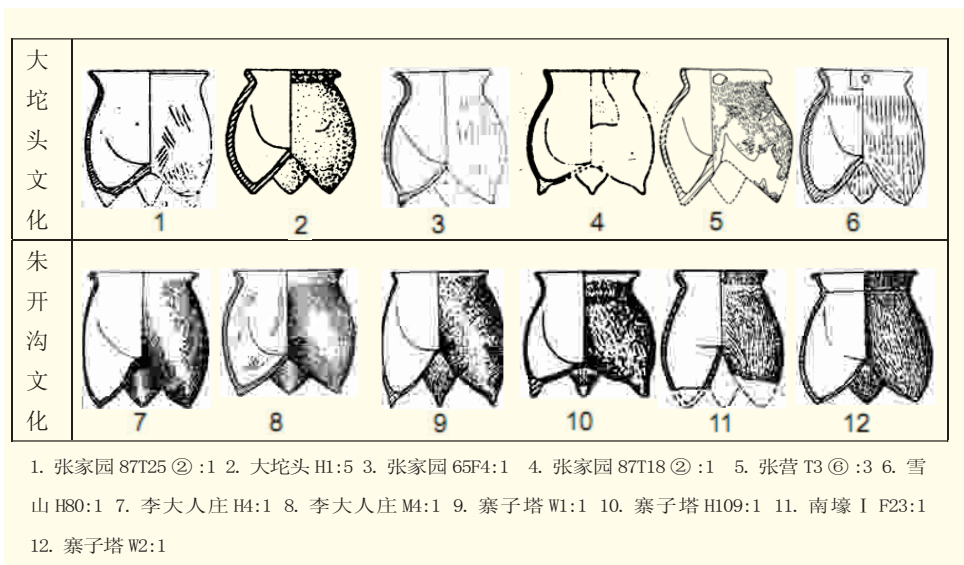 大坨头文化
1 2 3 4 5 6
朱开沟文化
7 8 9 10 11 12
1. 张家园 87T25 ② :1 2. 大坨头 H1:5 3. 张家园 65F4:1 4. 张家园 87T18 ② :1 5. 张营 T3 ⑥ :3 6. 雪
山 H80:1 7. 李大人庄 H4:1 8. 李大人庄 M4:1 9. 寨子塔 W1:1 10. 寨子塔 H109:1 11. 南壕 Ⅰ F23:1
12. 寨子塔 W2:1